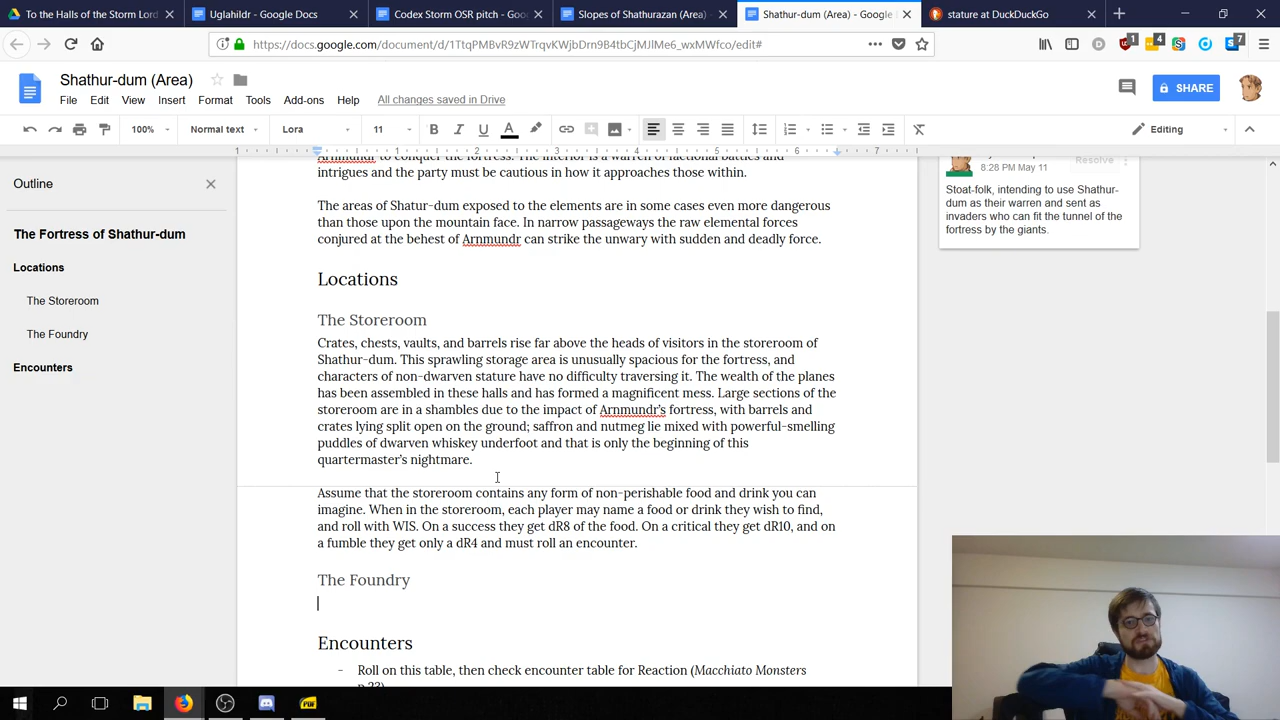 To the Halls of the Storm Lord
Uglahildr - Google Docs
Codex Storm OSR pitch - Goo
Slopes of Shathurazan (Area) -
Shathur-dum (Area) - Google
stature at DuckDuckGo
https://docs.google.com/document/d/1TtqPMBvR9zWTrqvKWjbDrn9B4tbCjMJlMe6_wxMWfco/edit#
1
4
7
Shathur-dum (Area)
File Edit View Insert Format Tools Add-ons Help All changes saved in Drive
SHARE
100% Normal text Lora 11 Editing
1 1 2 3 4 5 6 7
Outline
The Fortress of Shathur-dum
Locations
The Storeroom
The Foundry
Encounters
Arnmundr to conquer the fortress. The interior is a warren of factional battles and
intrigues and the party must be cautious in how it approaches those within.
The areas of Shatur-dum exposed to the elements are in some cases even more dangerous
than those upon the mountain face. In narrow passageways the raw elemental forces
conjured at the behest of Arnmundr can strike the unwary with sudden and deadly force.
Locations
The Storeroom
Crates, chests, vaults, and barrels rise far above the heads of visitors in the storeroom of
Shathur-dum. This sprawling storage area is unusually spacious for the fortress, and
characters of non-dwarven stature have no difficulty traversing it. The wealth of the planes
has been assembled in these halls and has formed a magnificent mess. Large sections of the
storeroom are in a shambles due to the impact of Arnmundr's fortress, with barrels and
crates lying split open on the ground; saffron and nutmeg lie mixed with powerful-smelling
puddles of dwarven whiskey underfoot and that is only the beginning of this
quartermaster's nightmare.
Assume that the storeroom contains any form of non-perishable food and drink you can
imagine. When in the storeroom, each player may name a food or drink they wish to find,
and roll with WIS. On a success they get dR8 of the food. On a critical they get dR10, and on
a fumble they get only a dR4 and must roll an encounter.
The Foundry
Encounters
- Roll on this table, then check encounter table for Reaction (Macchiato Monsters
p.23)
8:28 PM May 11
Resolve
Stoat-folk, intending to use Shathur-
dum as their warren and sent as
invaders who can fit the tunnel of the
fortress by the giants.